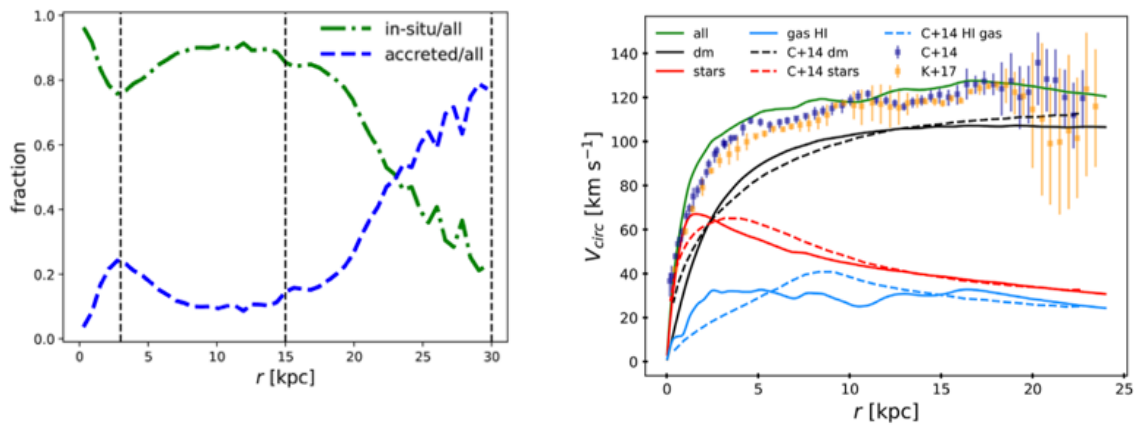 in-situ/all
accreted/all
fraction
1.0
0.8
0.6
0.4
0.2
0.0
0 5 10 15 20 25 30
r [kpc]
all gas HI C+14 HI gas
dm C+14 dm C+14
stars C+14 stars K+17
V_circ [km s⁻¹]
140
120
100
80
60
40
20
0
0 5 10 15 20 25
r [kpc]